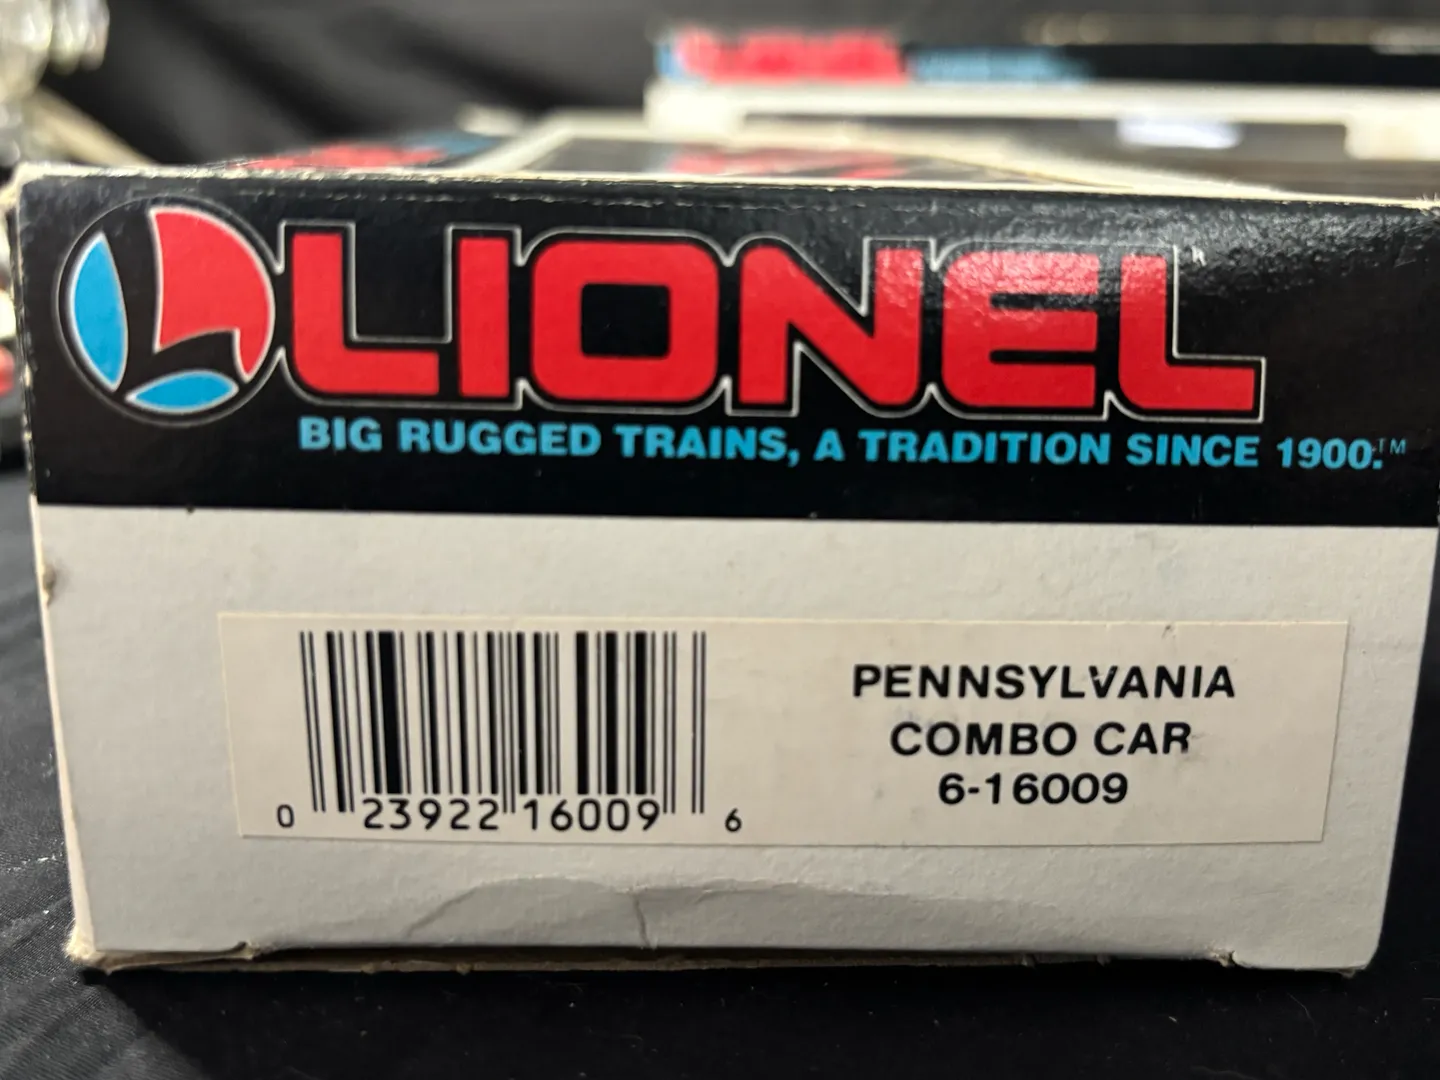 LIONEL R
BIG RUGGED TRAINS, A TRADITION SINCE 1900.™
PENNSYLVANIA
COMBO CAR
6-16009
0 23922 16009 6